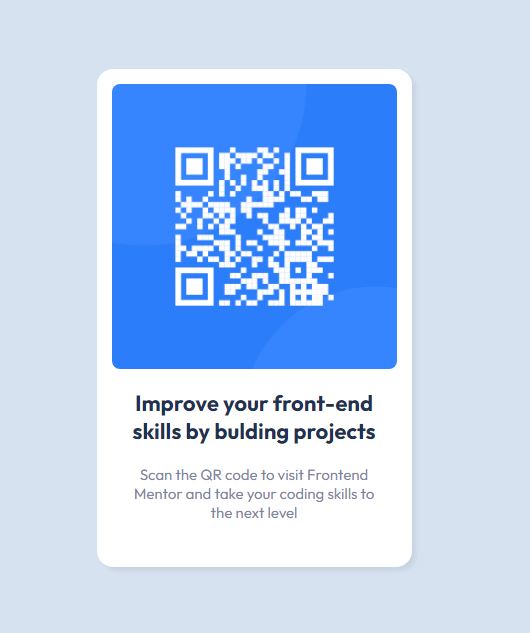 Improve your front-end
skills by bulding projects
Scan the QR code to visit Frontend
Mentor and take your coding skills to
the next level